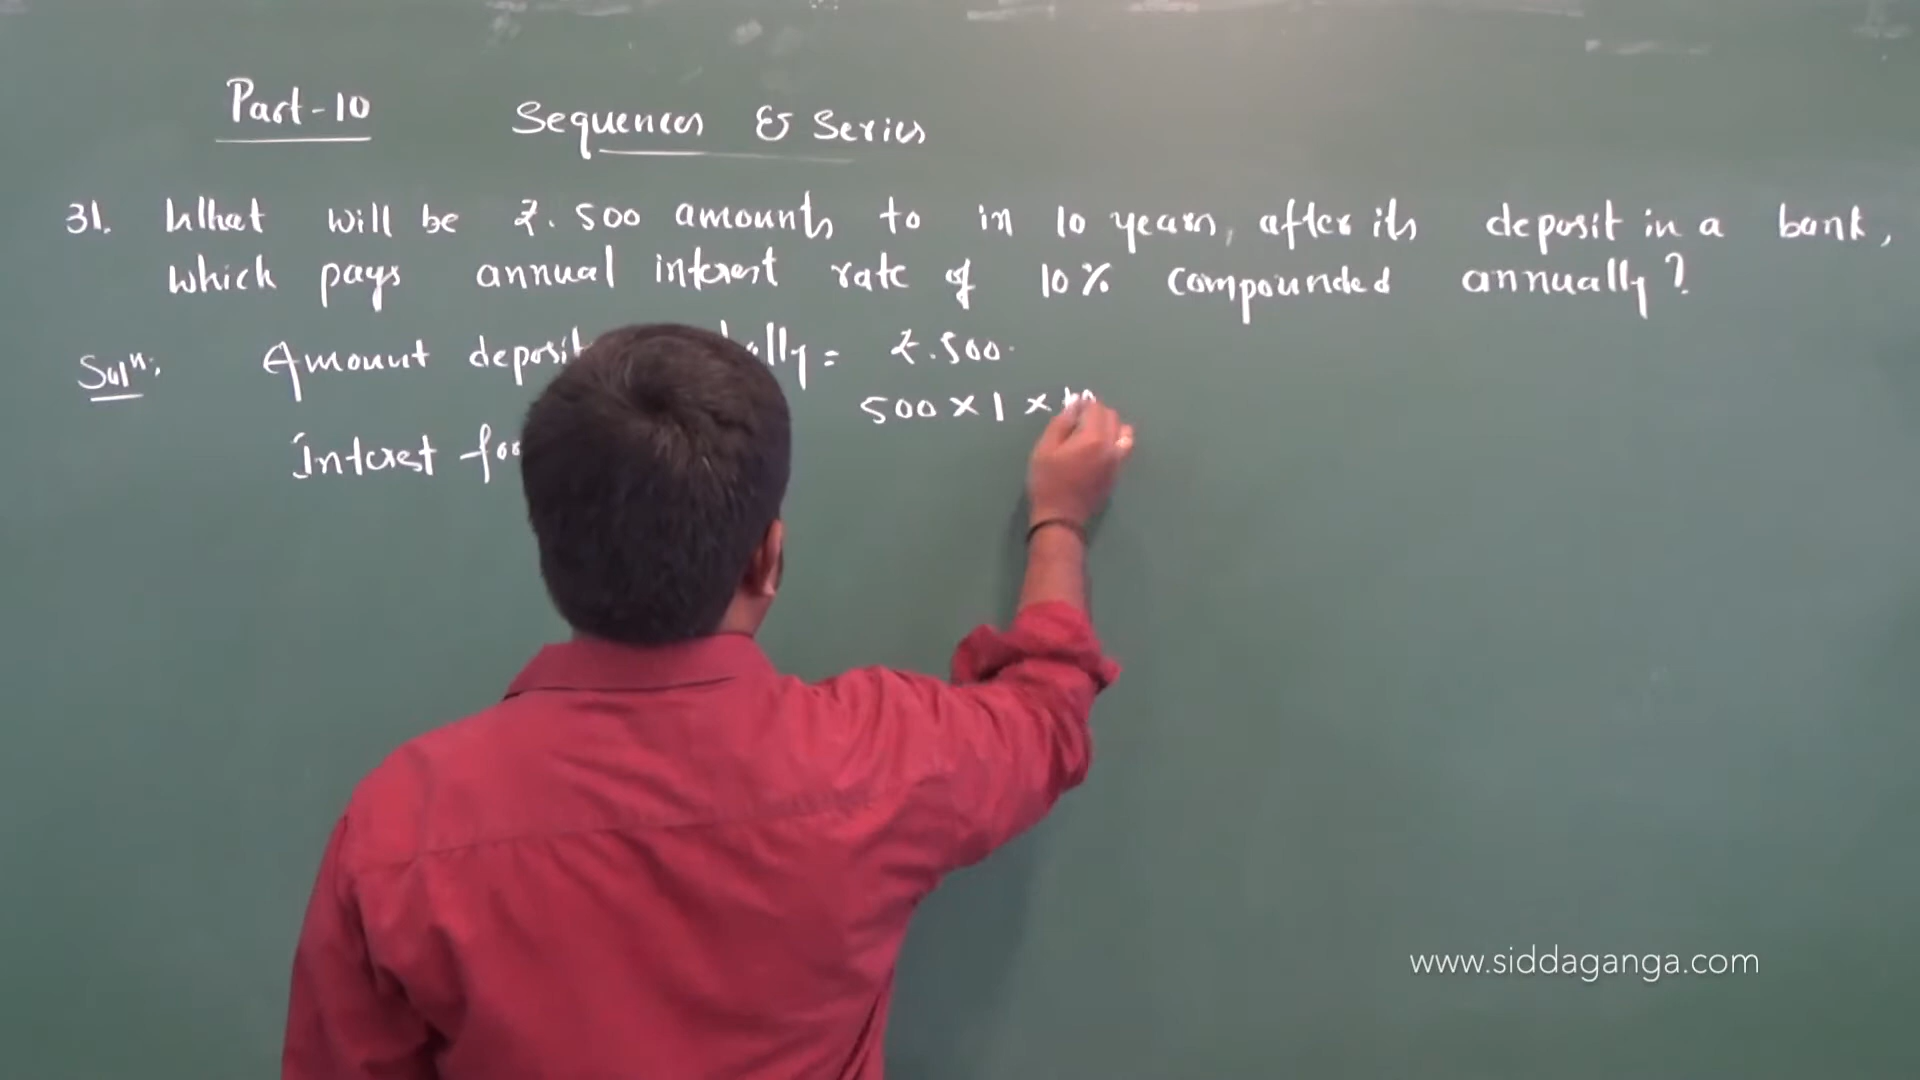 Part-10 Sequences & Series
31. What will be ₹. 500 amounts to in 10 years, after its deposit in a bank,
which pays annual interest rate of 10% compounded annually?
Solⁿ: Amount = ₹.500.
500 × 1 ×
Interest for
www.siddaganga.com